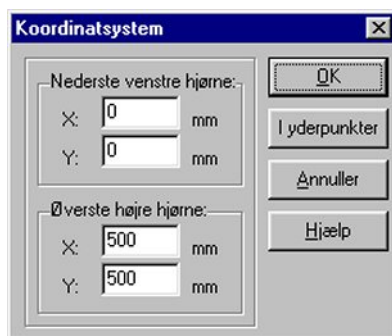 Koordinatsystem
Nederste venstre hjørne:
X: 0 mm
Y: 0 mm
Øverste højre hjørne:
X: 500 mm
Y: 500 mm
OK
I yderpunkter
Annuller
Hjælp